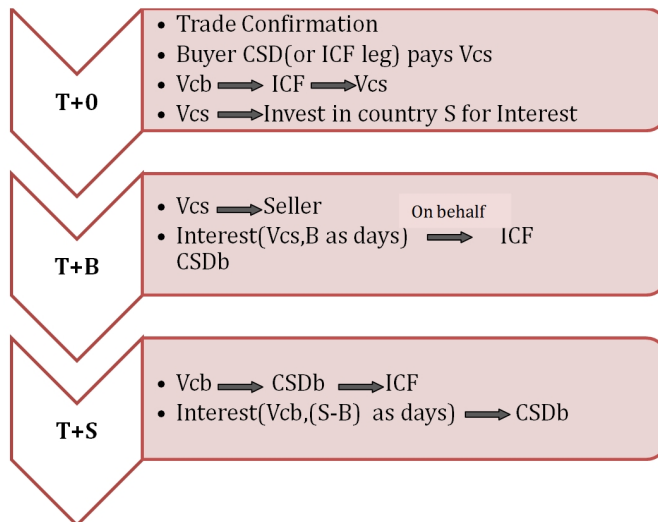 T+0
• Trade Confirmation
• Buyer CSD(or ICF leg) pays Vcs
• Vcb ⟶ ICF ⟶ Vcs
• Vcs ⟶ Invest in country S for Interest
T+B
• Vcs ⟶ Seller
On behalf
• Interest(Vcs,B as days) ⟶ ICF
CSDb
T+S
• Vcb ⟶ CSDb ⟶ ICF
• Interest(Vcb,(S-B) as days) ⟶ CSDb